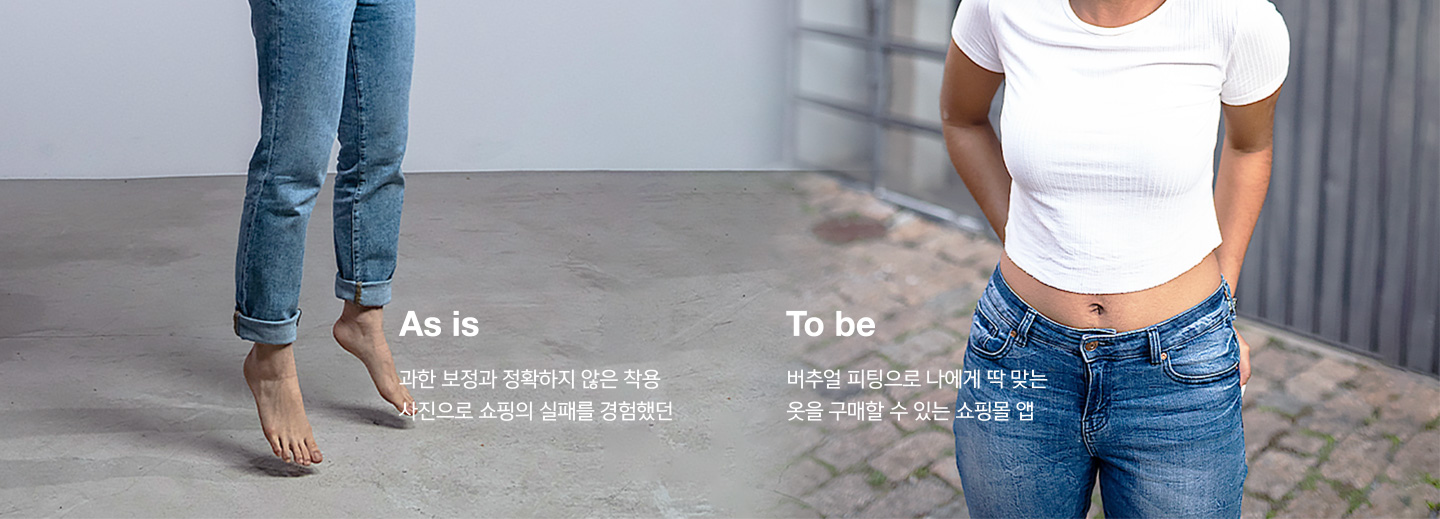 As is
과한 보정과 정확하지 않은 착용
사진으로 쇼핑의 실패를 경험했던
To be
버추얼 피팅으로 나에게 딱 맞는
옷을 구매할 수 있는 쇼핑몰 앱